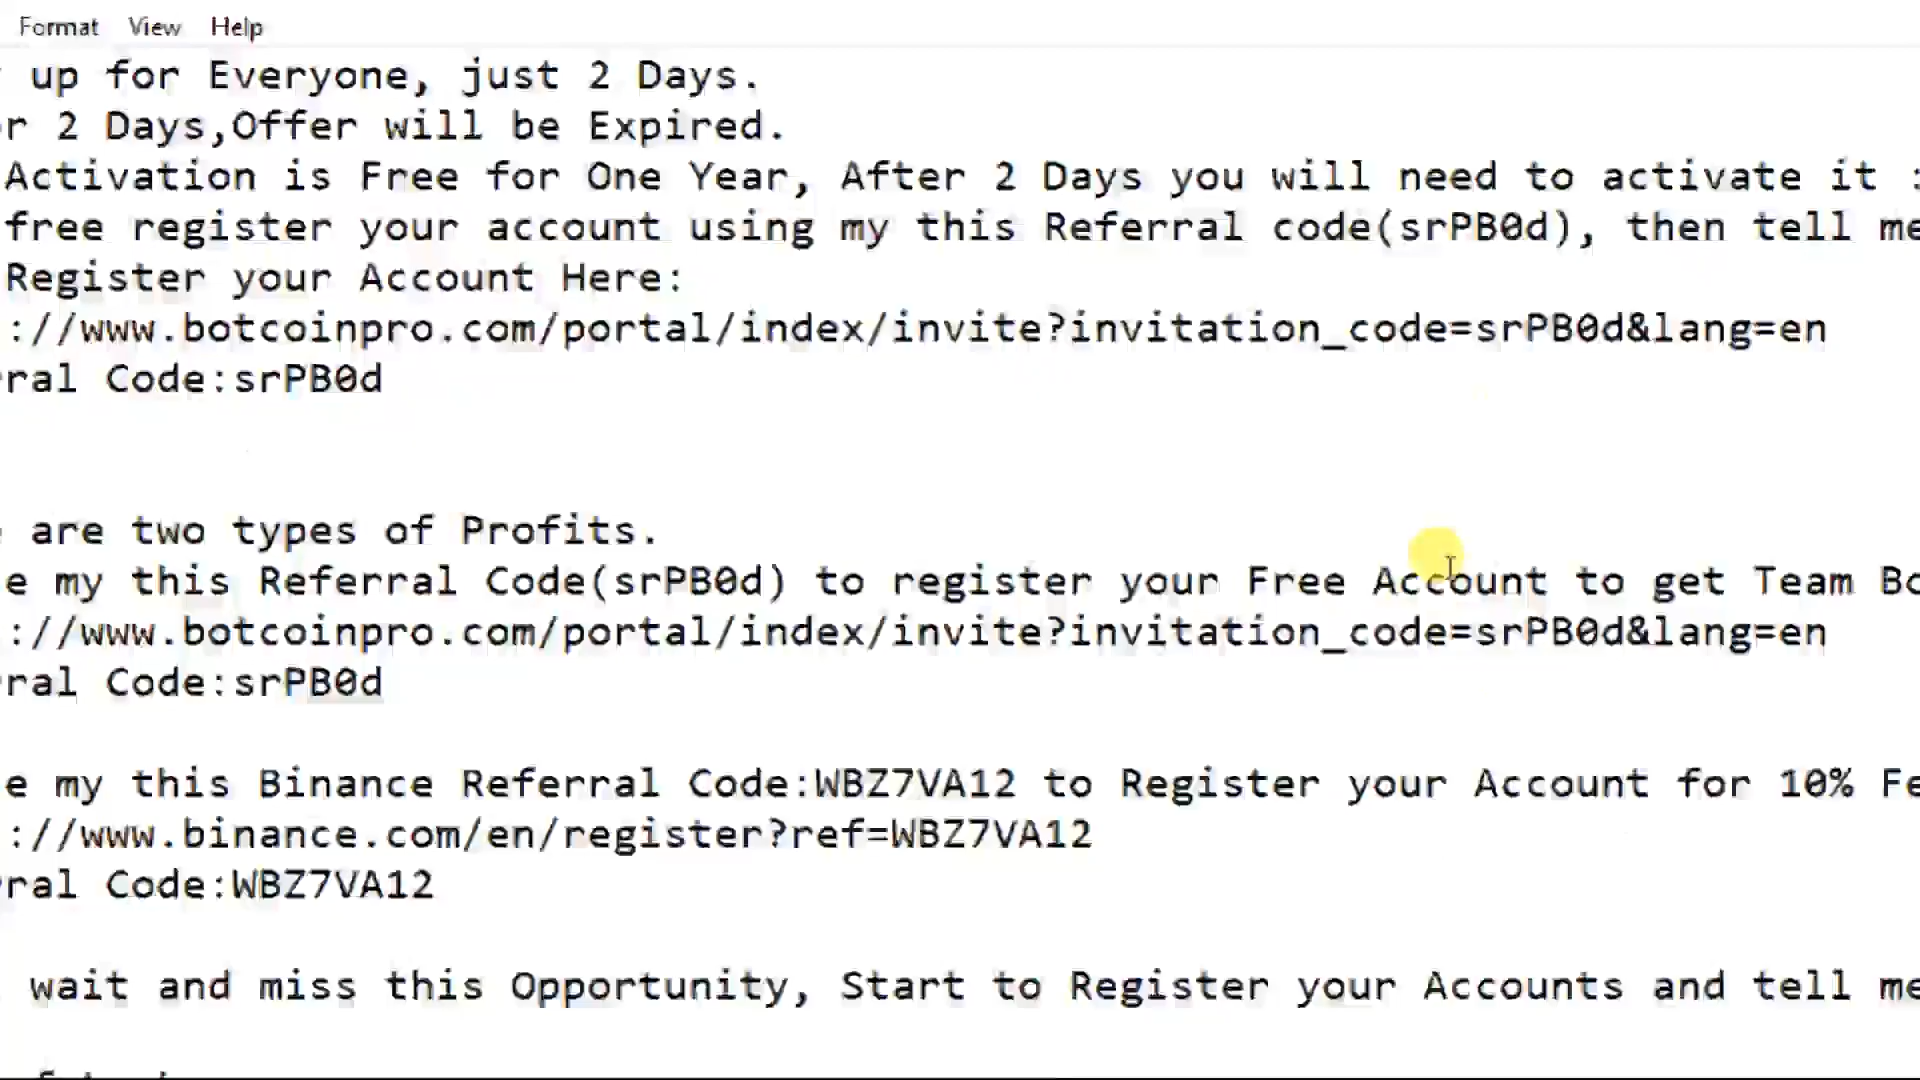 Format View Help
up for Everyone, just 2 Days.
r 2 Days,Offer will be Expired.
Activation is Free for One Year, After 2 Days you will need to activate it :
free register your account using my this Referral code(srPB0d), then tell me
Register your Account Here:
://www.botcoinpro.com/portal/index/invite?invitation_code=srPB0d&lang=en
ral Code:srPB0d
are two types of Profits.
e my this Referral Code(srPB0d) to register your Free Account to get Team Bo
://www.botcoinpro.com/portal/index/invite?invitation_code=srPB0d&lang=en
ral Code:srPB0d
e my this Binance Referral Code:WBZ7VA12 to Register your Account for 10% Fe
://www.binance.com/en/register?ref=WBZ7VA12
ral Code:WBZ7VA12
wait and miss this Opportunity, Start to Register your Accounts and tell me